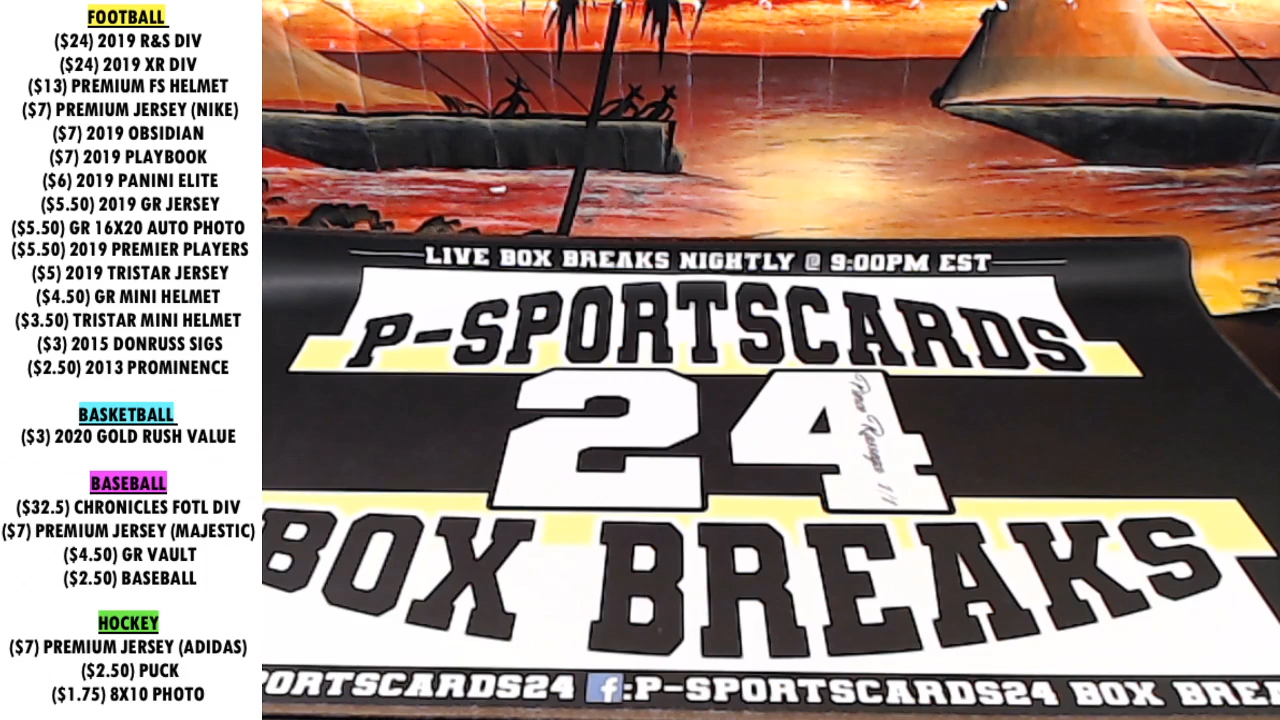 FOOTBALL
($24) 2019 R&S DIV
($24) 2019 XR DIV
($13) PREMIUM FS HELMET
($7) PREMIUM JERSEY (NIKE)
($7) 2019 OBSIDIAN
($7) 2019 PLAYBOOK
($6) 2019 PANINI ELITE
($5.50) 2019 GR JERSEY
($5.50) GR 16X20 AUTO PHOTO
($5.50) 2019 PREMIER PLAYERS
($5) 2019 TRISTAR JERSEY
($4.50) GR MINI HELMET
($3.50) TRISTAR MINI HELMET
($3) 2015 DONRUSS SIGS
($2.50) 2013 PROMINENCE
BASKETBALL
($3) 2020 GOLD RUSH VALUE
BASEBALL
($32.5) CHRONICLES FOTL DIV
($7) PREMIUM JERSEY (MAJESTIC)
($4.50) GR VAULT
($2.50) BASEBALL
HOCKEY
($7) PREMIUM JERSEY (ADIDAS)
($2.50) PUCK
($1.75) 8X10 PHOTO
LIVE BOX BREAKS NIGHTLY @ 9:00PM EST
P-SPORTSCARDS
24
1/1
BOX BREAKS
PORTSCARDS24 f:P-SPORTSCARDS24 BOX BREA